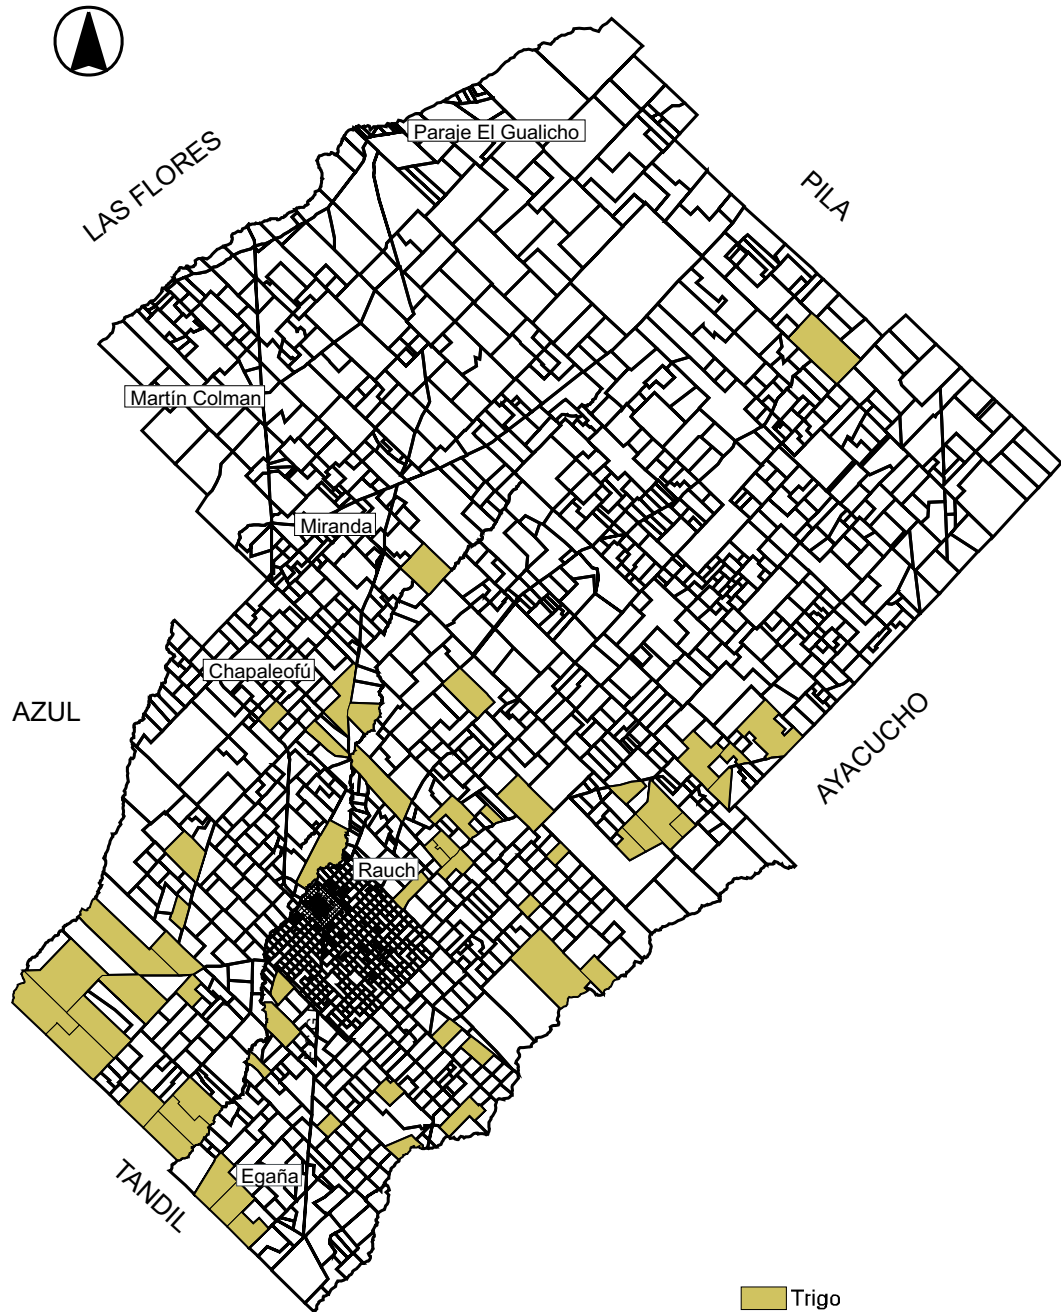 Paraje El Gualicho
LAS FLORES
PILA
Martín Colman
Miranda
Chapaleofú
AZUL
AYACUCHO
Rauch
Egaña
TANDIL
Trigo